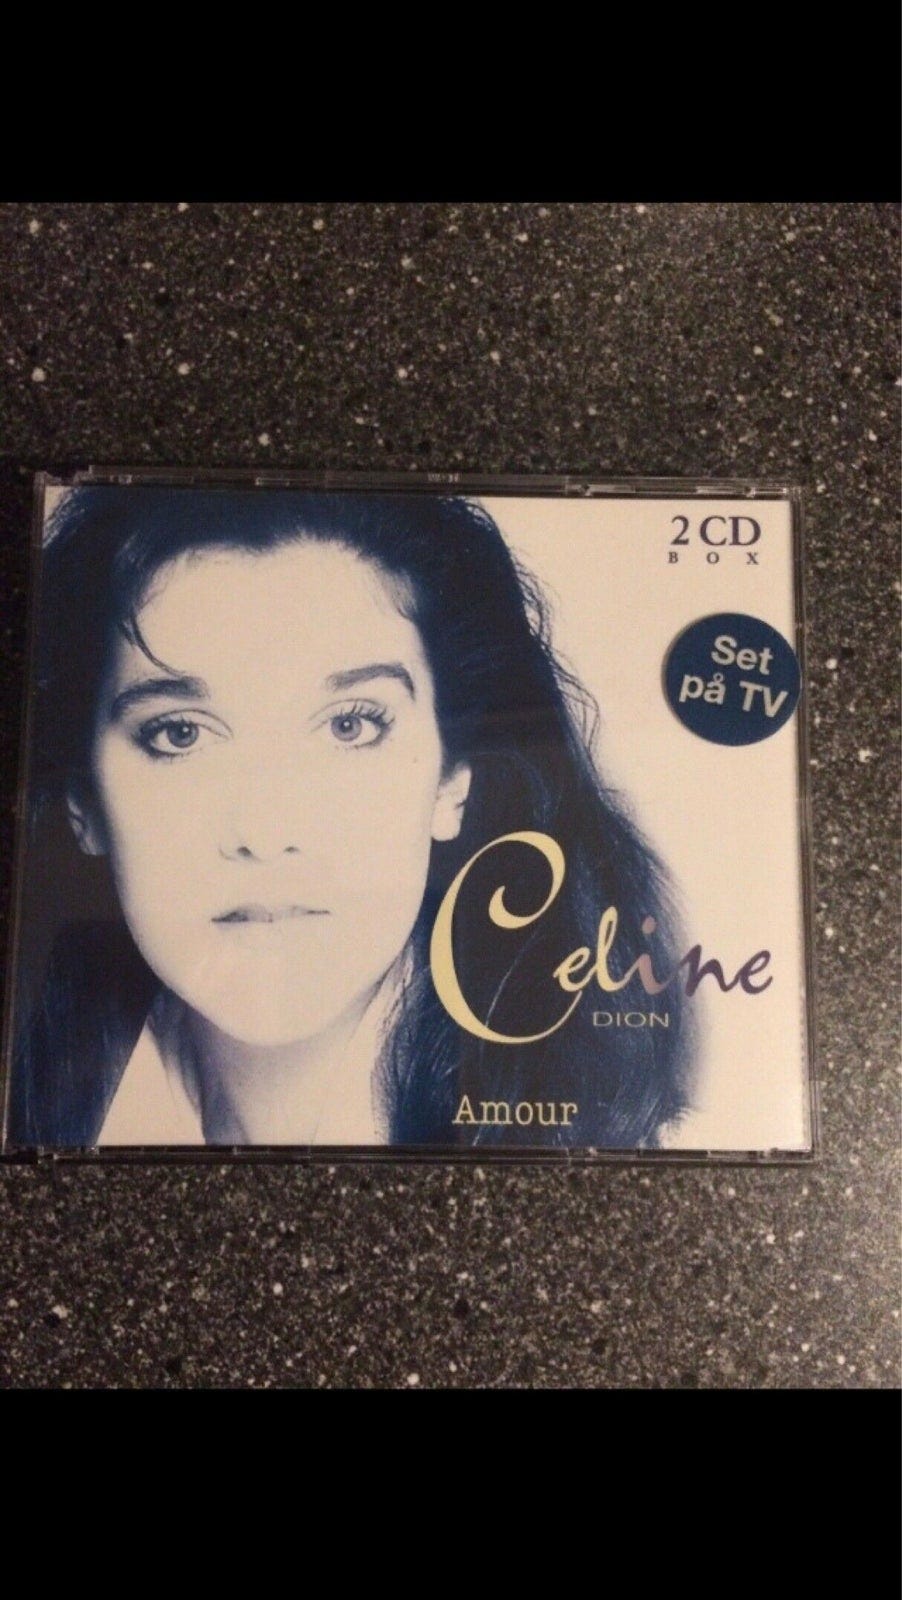 2 CD
BOX
Set
på TV
Celine
DION
Amour